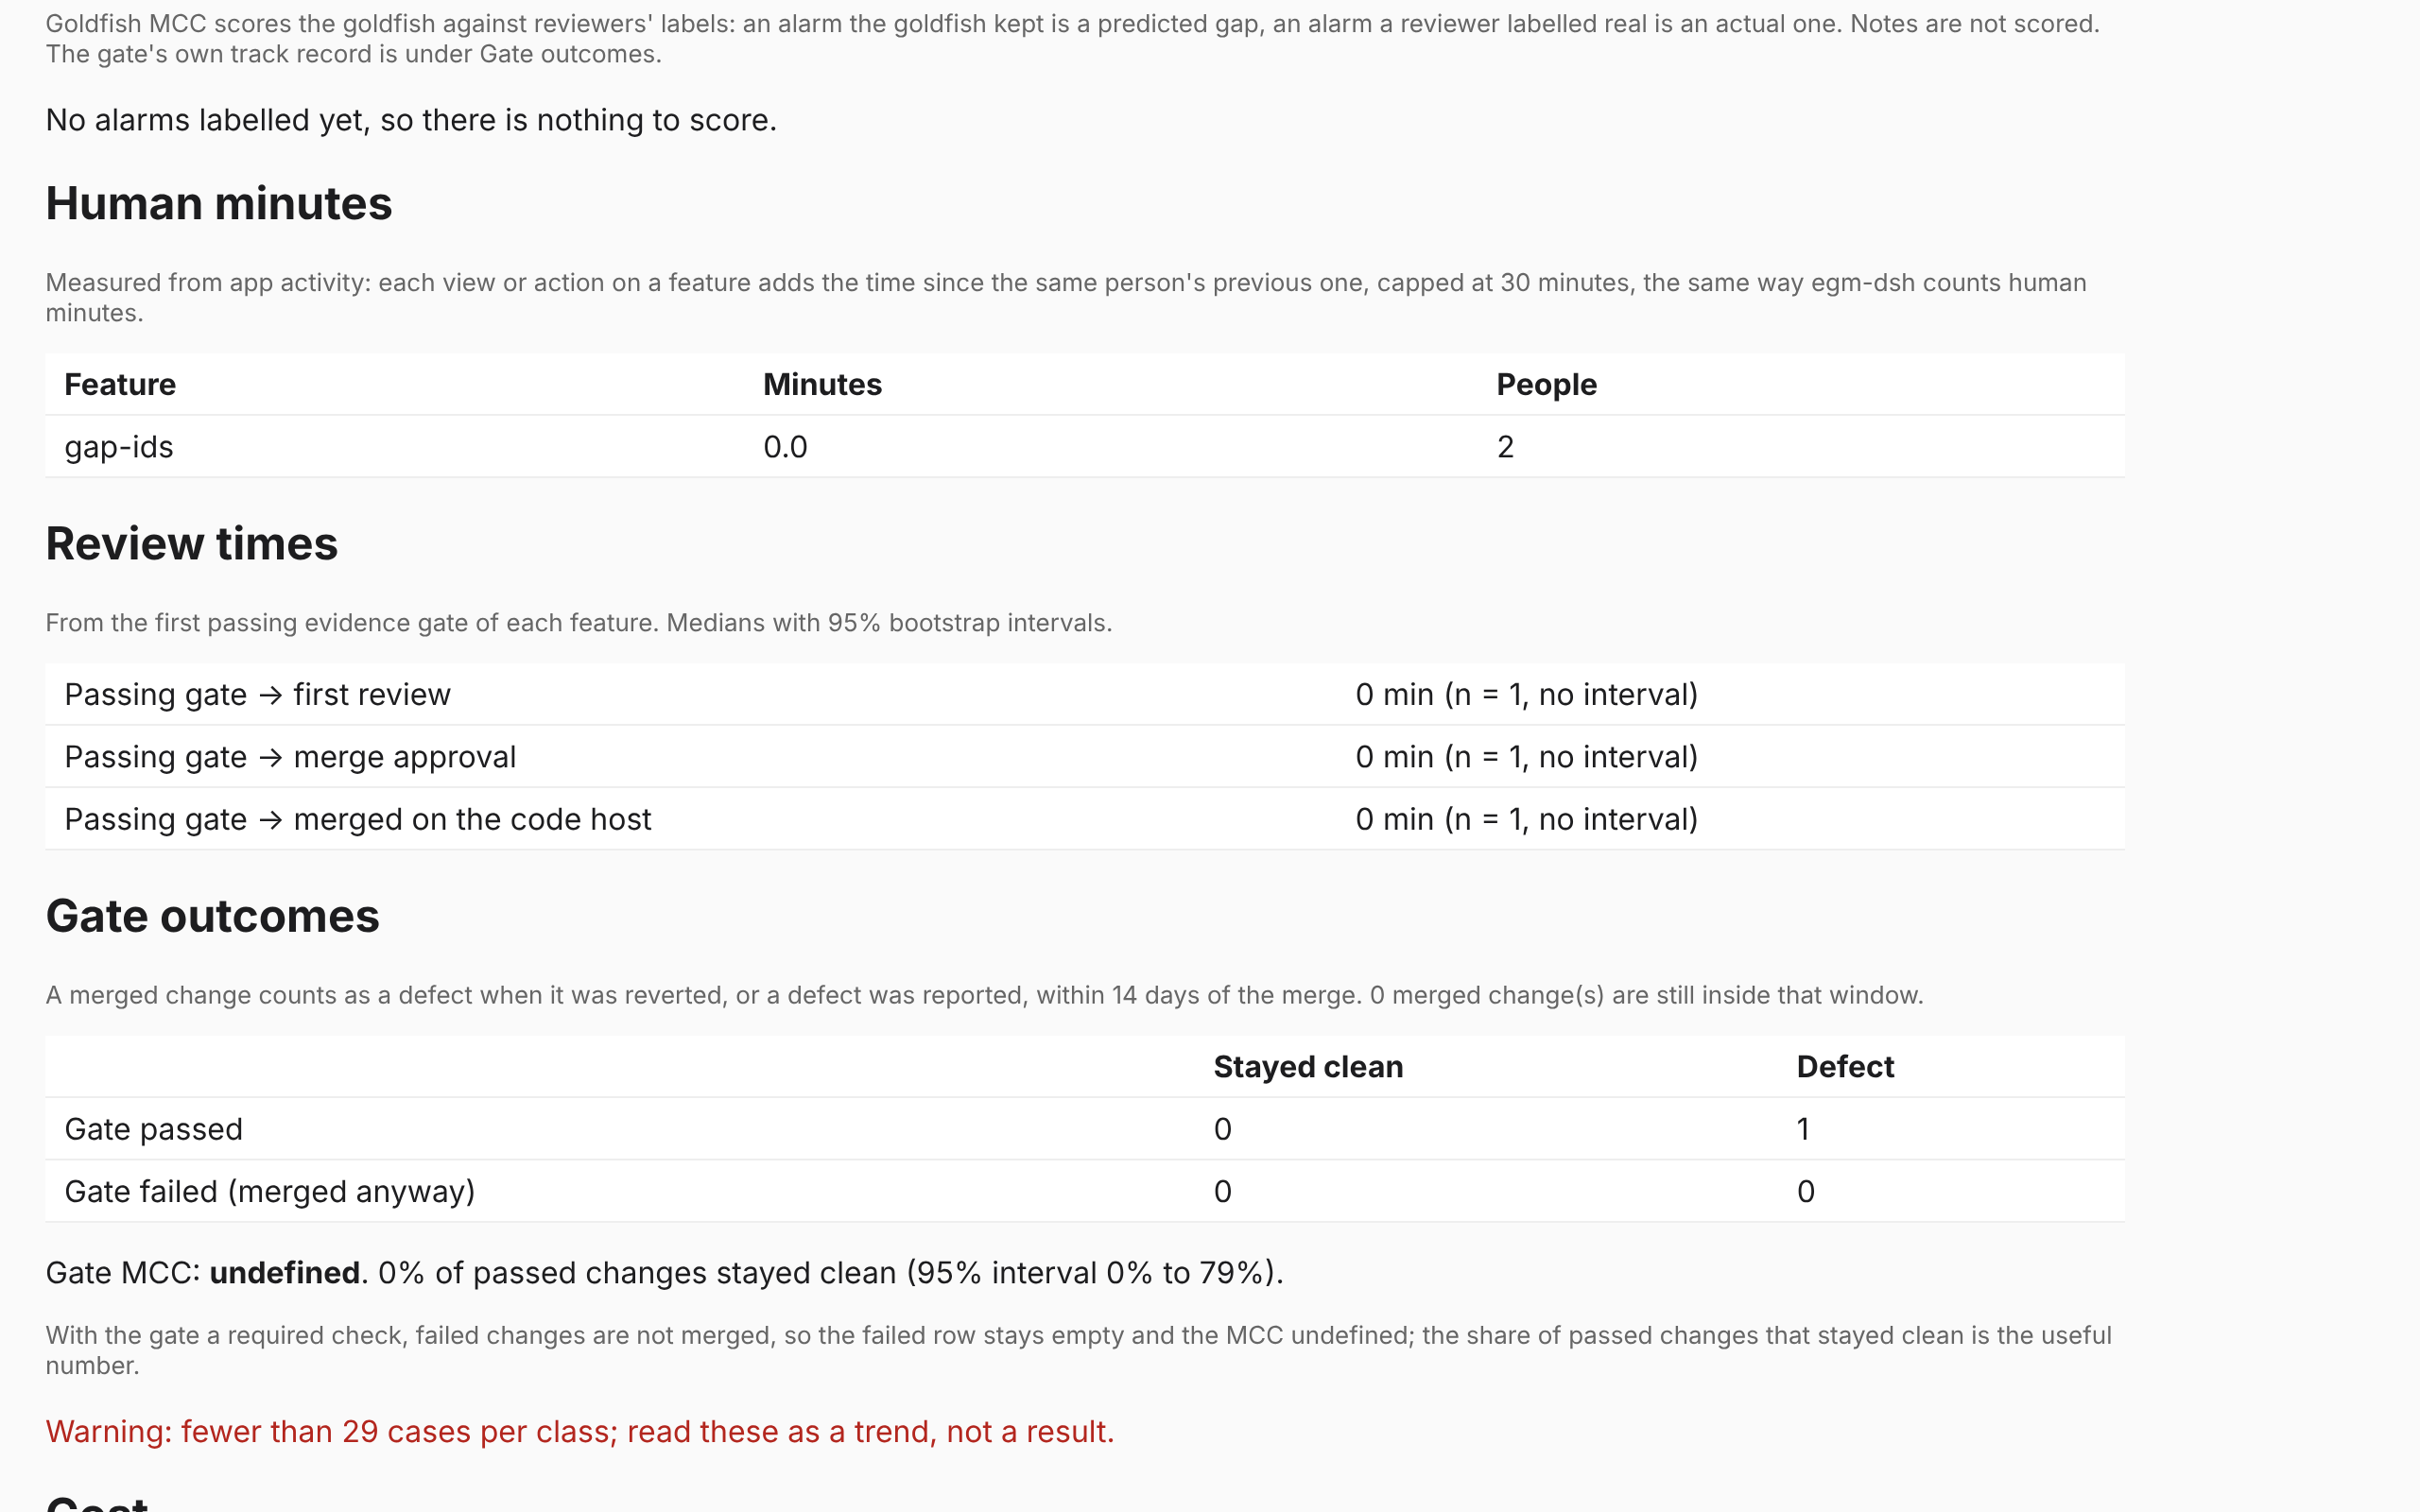 Goldfish MCC scores the goldfish against reviewers' labels: an alarm the goldfish kept is a predicted gap, an alarm a reviewer labelled real is an actual one. Notes are not scored.
The gate's own track record is under Gate outcomes.
No alarms labelled yet, so there is nothing to score.
Human minutes
Measured from app activity: each view or action on a feature adds the time since the same person's previous one, capped at 30 minutes, the same way egm-dsh counts human
minutes.
Feature Minutes People
gap-ids 0.0 2
Review times
From the first passing evidence gate of each feature. Medians with 95% bootstrap intervals.
Passing gate → first review 0 min (n = 1, no interval)
Passing gate → merge approval 0 min (n = 1, no interval)
Passing gate → merged on the code host 0 min (n = 1, no interval)
Gate outcomes
A merged change counts as a defect when it was reverted, or a defect was reported, within 14 days of the merge. 0 merged change(s) are still inside that window.
Stayed clean Defect
Gate passed 0 1
Gate failed (merged anyway) 0 0
Gate MCC: undefined. 0% of passed changes stayed clean (95% interval 0% to 79%).
With the gate a required check, failed changes are not merged, so the failed row stays empty and the MCC undefined; the share of passed changes that stayed clean is the useful
number.
Warning: fewer than 29 cases per class; read these as a trend, not a result.
Cost